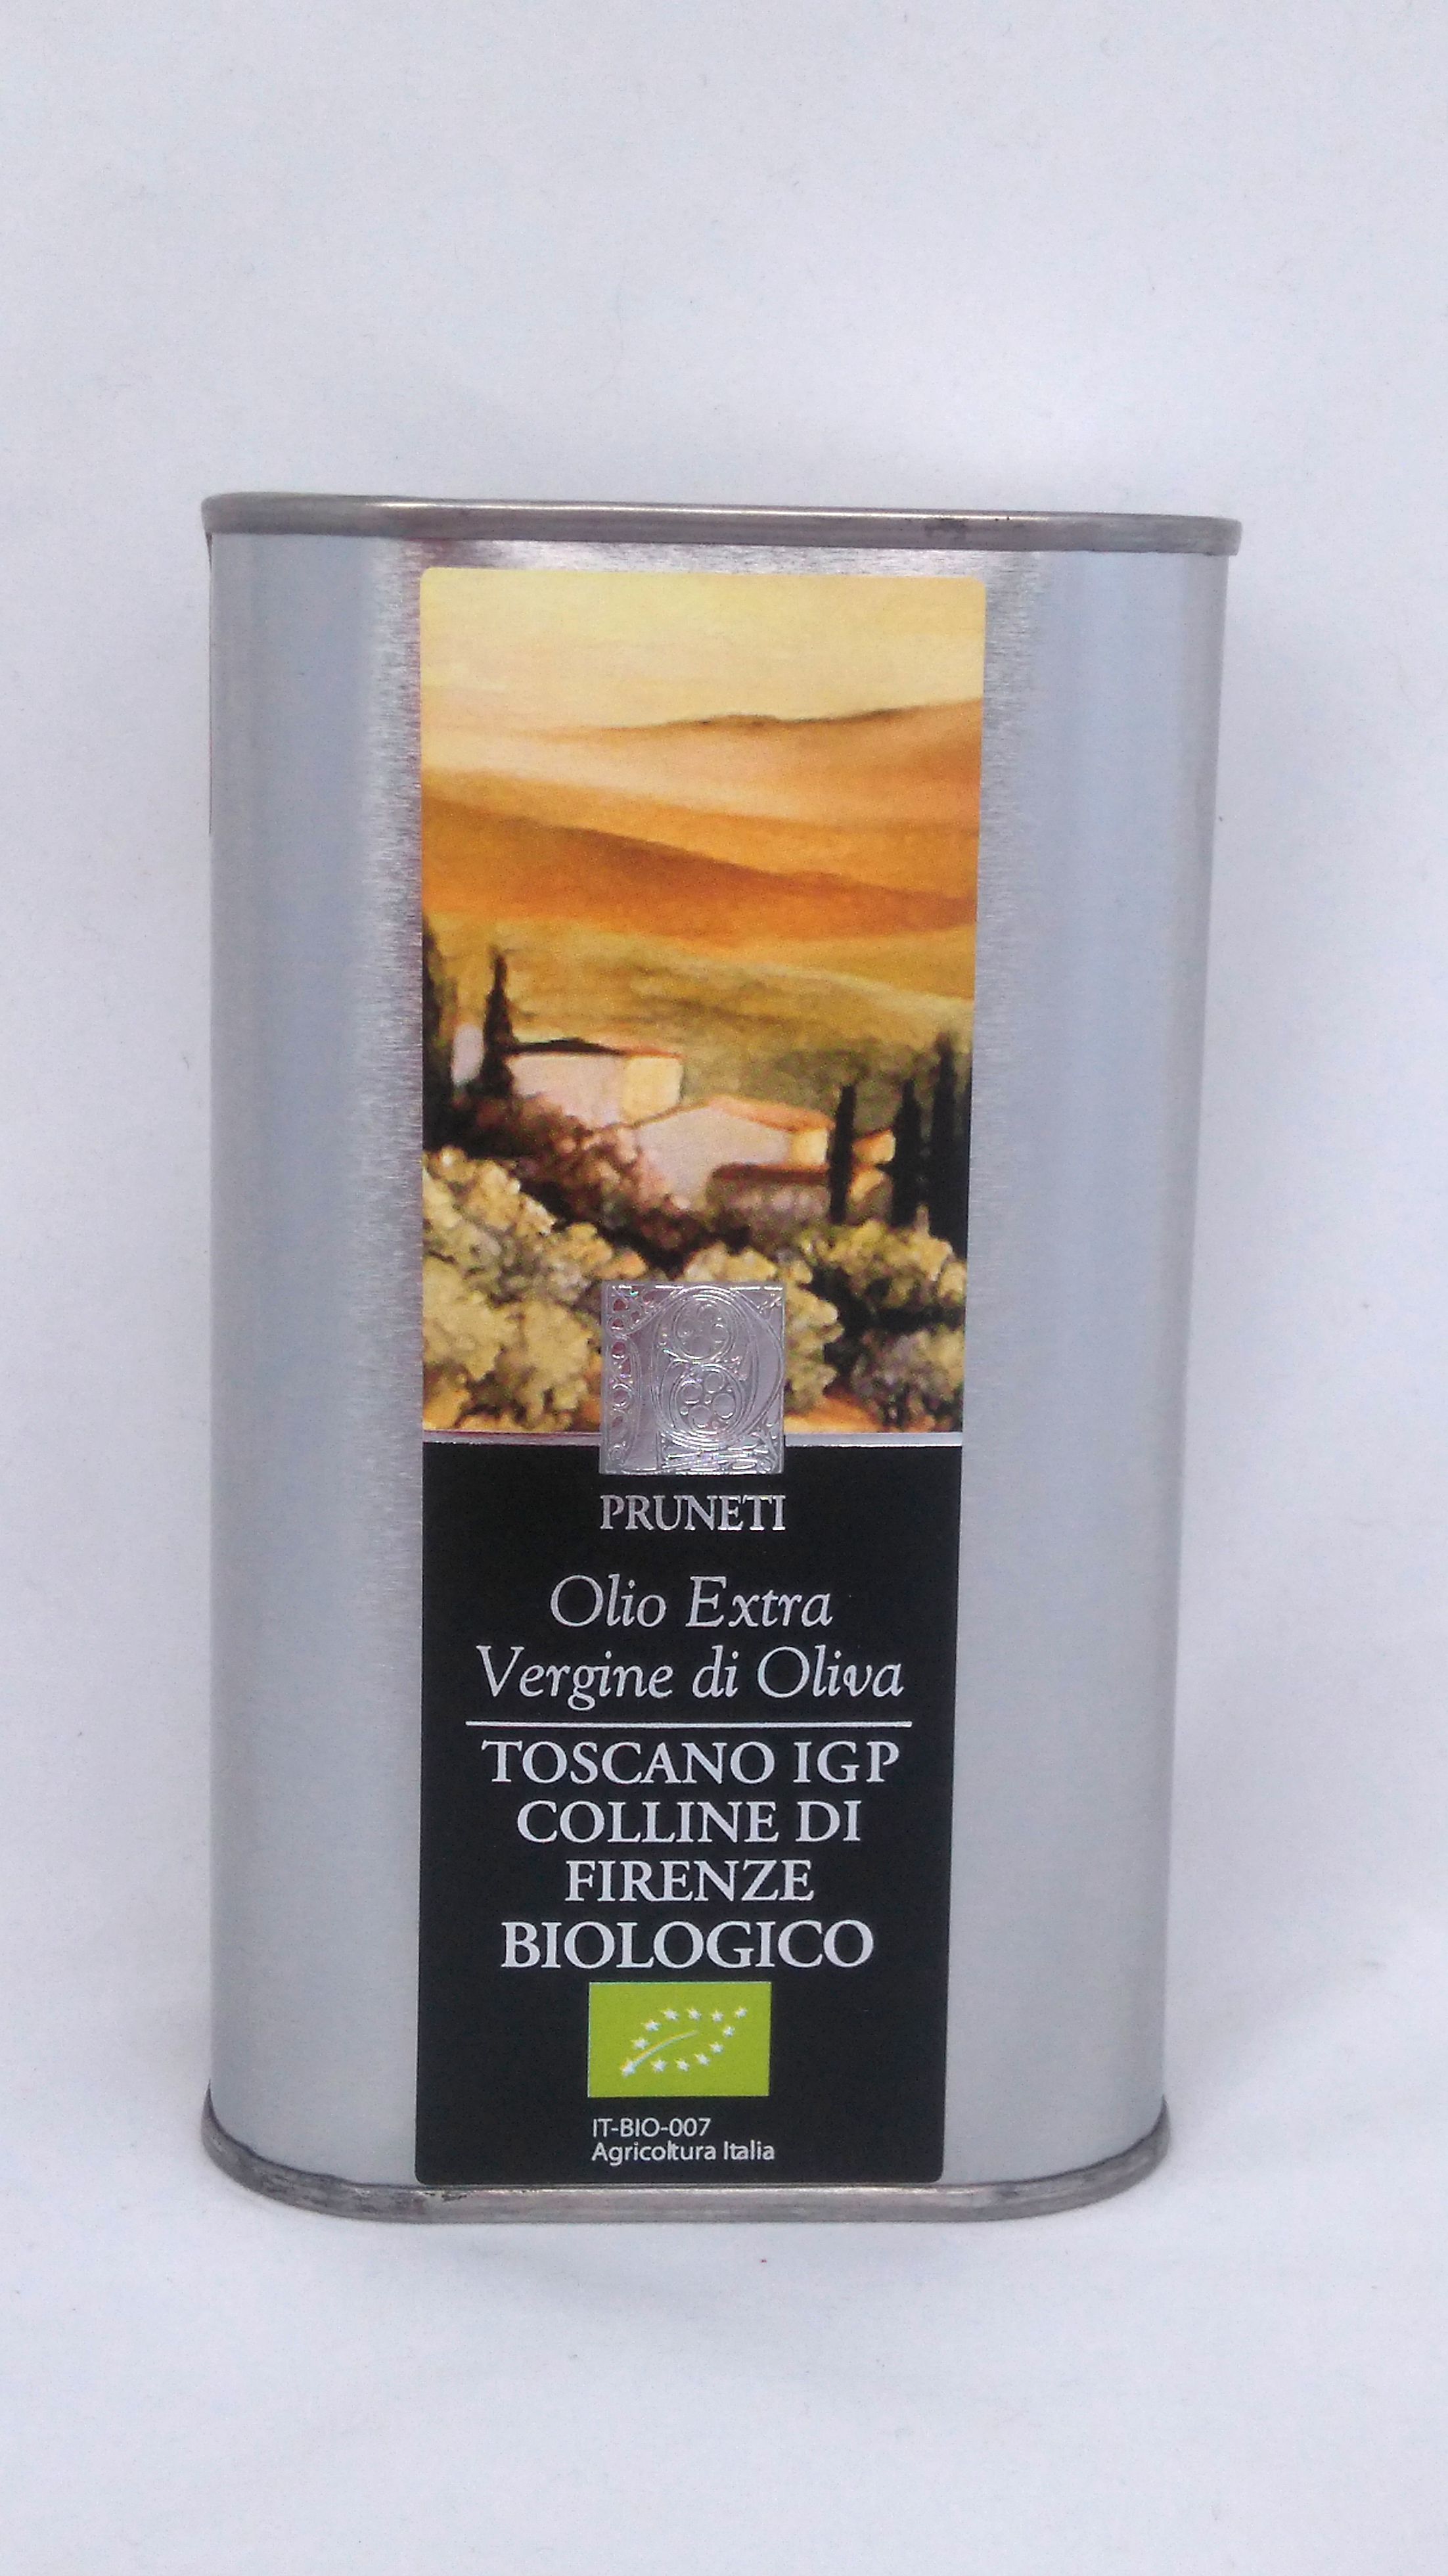 PRUNETI
Olio Extra
Vergine di Oliva
TOSCANO IGP
COLLINE DI
FIRENZE
BIOLOGICO
IT-BIO-007
Agricoltura Italia